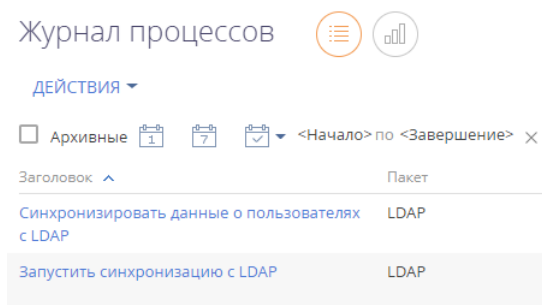 Журнал процессов
ДЕЙСТВИЯ
Архивные 1 7 <Начало> по <Завершение>
Заголовок Пакет
Синхронизировать данные о пользователях LDAP
с LDAP
Запустить синхронизацию с LDAP LDAP